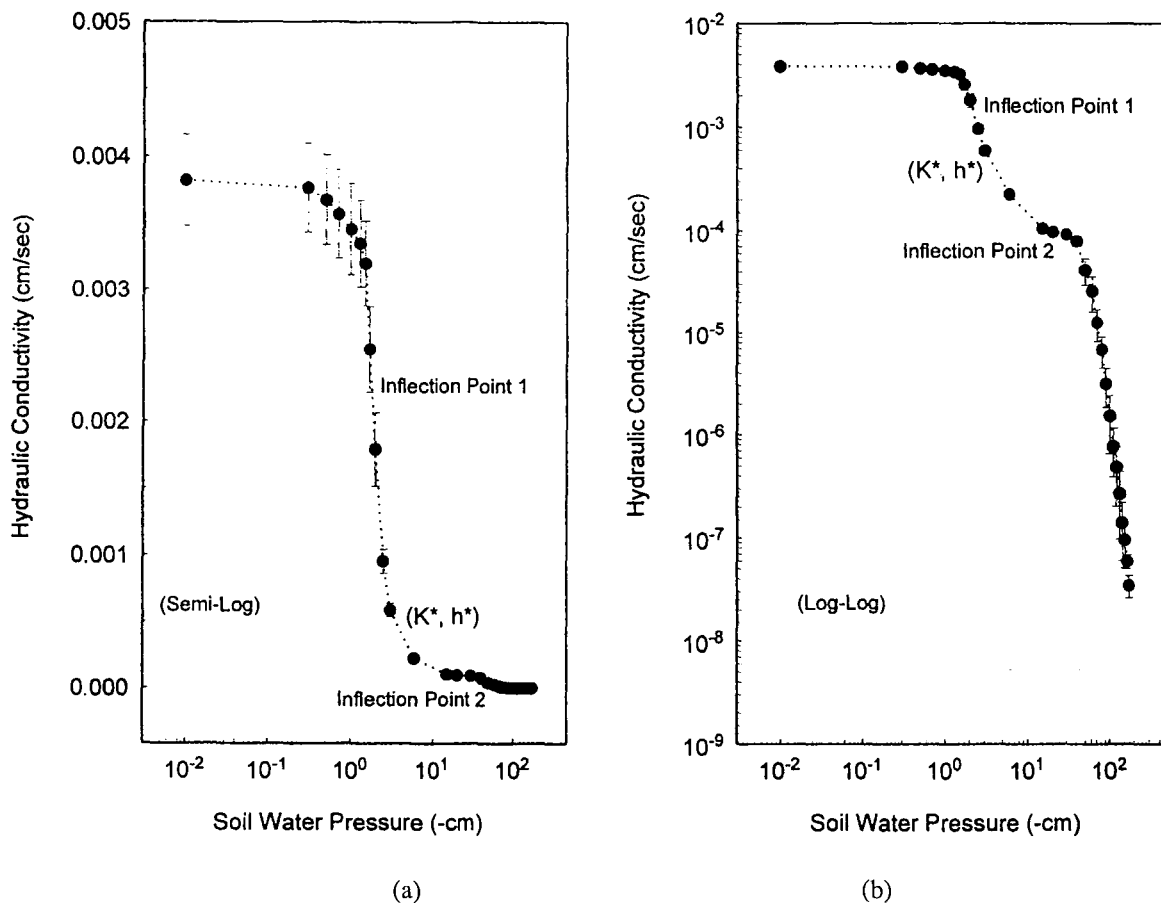 0.005
0.004
0.003
0.002
0.001
0.000
Hydraulic Conductivity (cm/sec)
Inflection Point 1
(K*, h*)
(Semi-Log)
Inflection Point 2
10-2
10-1
100
101
102
Soil Water Pressure (-cm)
(a)
10-2
10-3
10-4
10-5
10-6
10-7
10-8
10-9
Hydraulic Conductivity (cm/sec)
Inflection Point 1
(K*, h*)
Inflection Point 2
(Log-Log)
10-2
10-1
100
101
102
Soil Water Pressure (-cm)
(b)